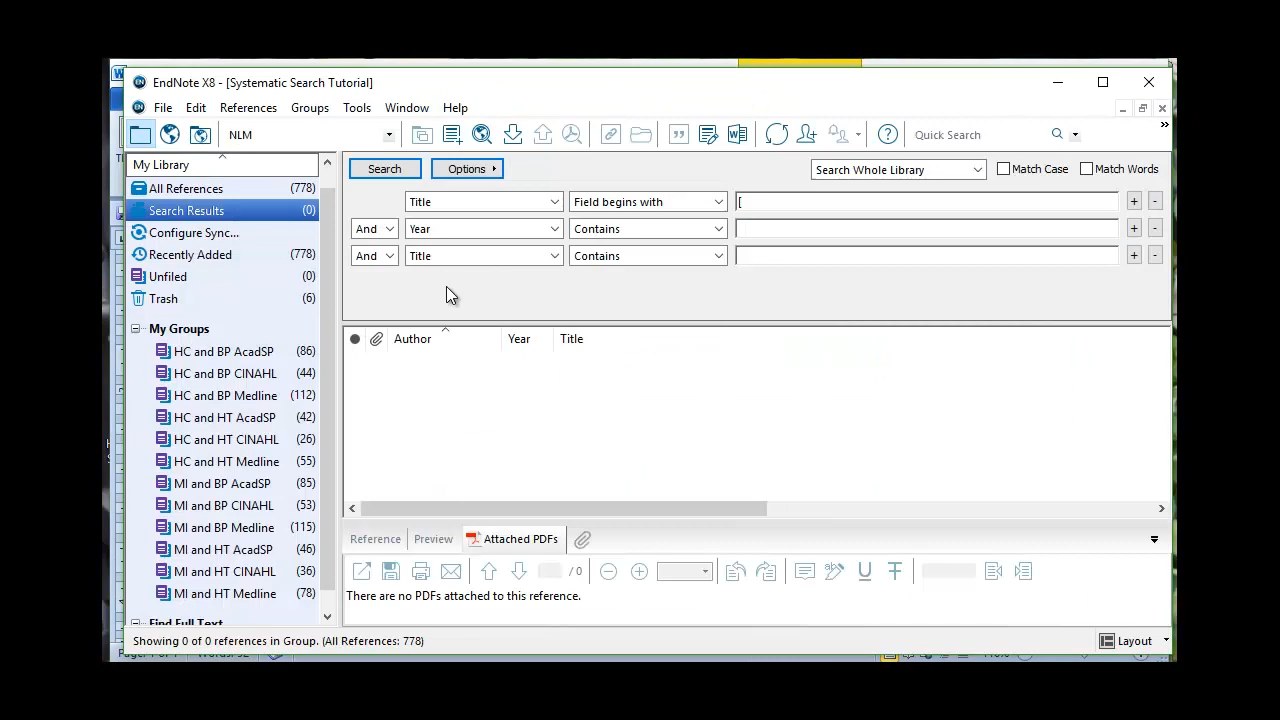 EndNote X8 - [Systematic Search Tutorial]
File Edit References Groups Tools Window Help
NLM
Quick Search
My Library
All References (778)
Search Results (0)
Configure Sync...
Recently Added (778)
Unfiled (0)
Trash (6)
My Groups
HC and BP AcadSP (86)
HC and BP CINAHL (44)
HC and BP Medline (112)
HC and HT AcadSP (42)
HC and HT CINAHL (26)
HC and HT Medline (55)
MI and BP AcadSP (85)
MI and BP CINAHL (53)
MI and BP Medline (115)
MI and HT AcadSP (46)
MI and HT CINAHL (36)
MI and HT Medline (78)
Find Full Text
Search Options Search Whole Library Match Case Match Words
Title Field begins with [ + -
And Year Contains + -
And Title Contains + -
Author Year Title
Reference Preview Attached PDFs
/ 0
There are no PDFs attached to this reference.
Showing 0 of 0 references in Group. (All References: 778)
Layout